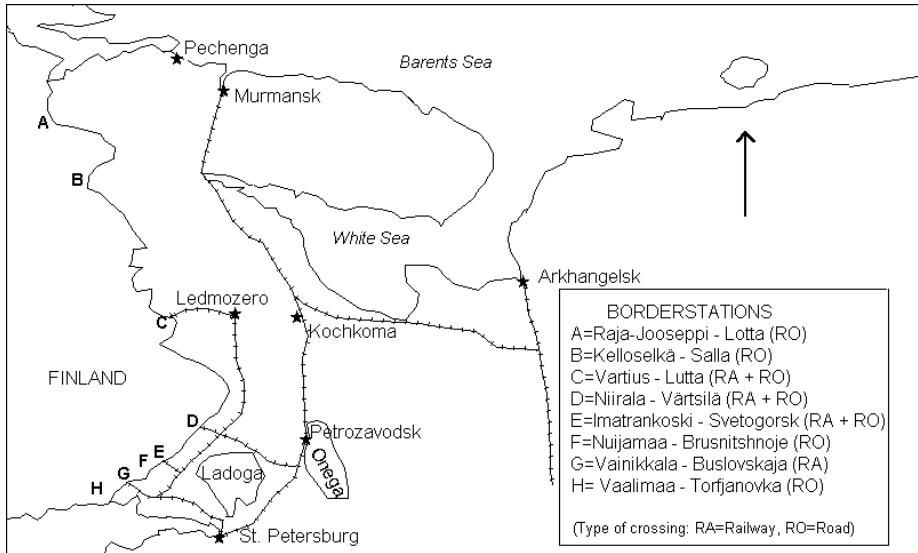 Pechenga
Barents Sea
Murmansk
A
B
White Sea
Arkhangelsk
Ledmozero
C
Kochkoma
FINLAND
D
Petrozavodsk
E
F
Ladoga
Onega
G
H
St. Petersburg
BORDERSTATIONS
A=Raja-Jooseppi - Lotta (RO)
B=Kelloselkä - Salla (RO)
C=Vartius - Lutta (RA + RO)
D=Niirala - Värtsilä (RA + RO)
E=Imatrankoski - Svetogorsk (RA + RO)
F=Nuijamaa - Brusnitshnoje (RO)
G=Vainikkala - Buslovskaja (RA)
H= Vaalimaa - Torfjanovka (RO)
(Type of crossing: RA=Railway, RO=Road)